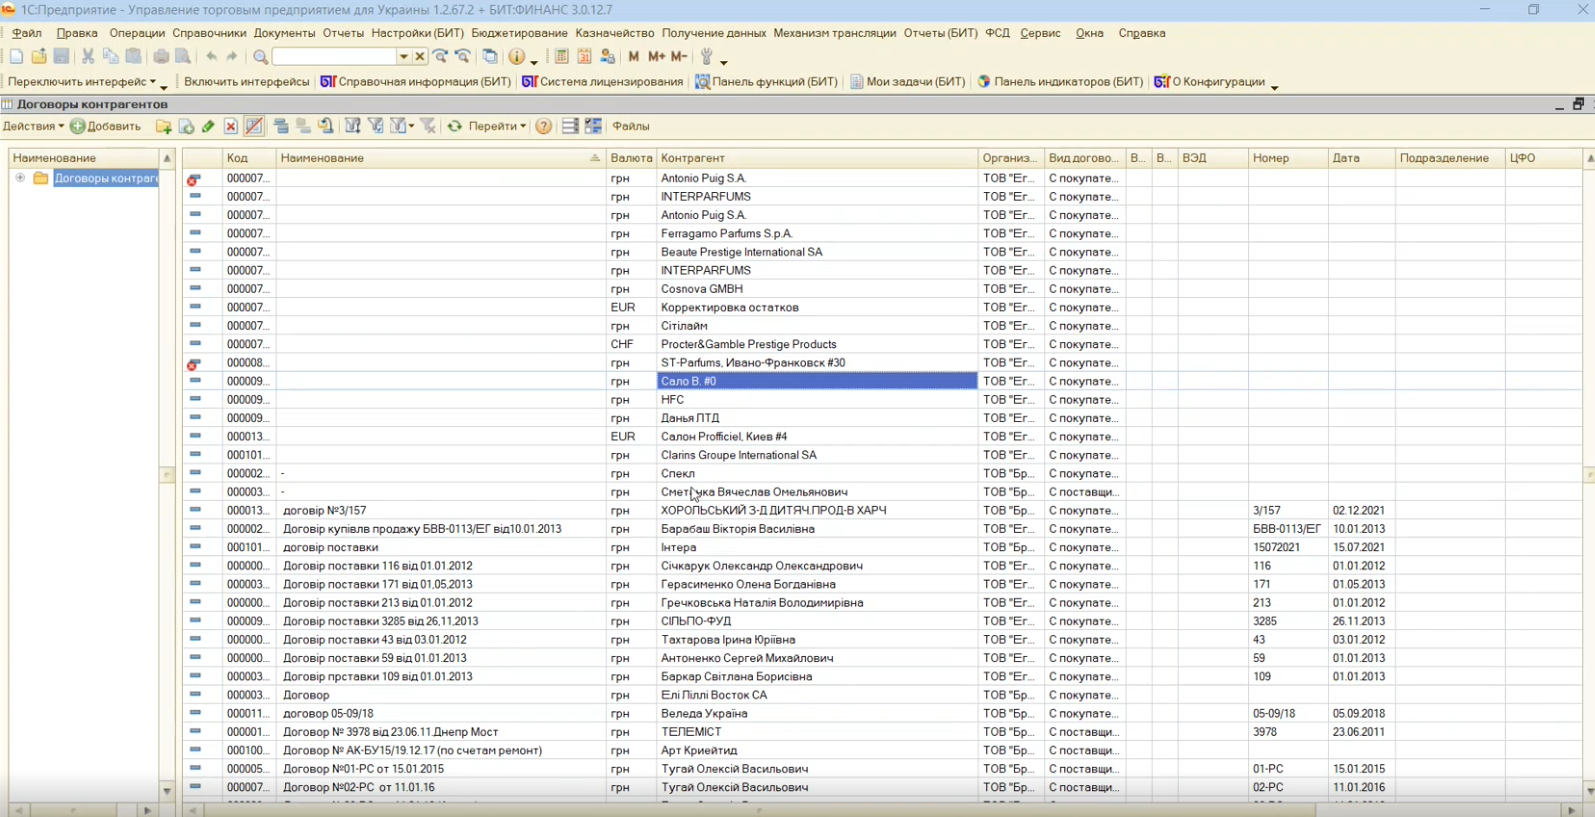 1С:Предприятие - Управление торговым предприятием для Украины 1.2.67.2 + БИТ:ФИНАНС 3.0.12.7
Файл Правка Операции Справочники Документы Отчеты Настройки (БИТ) Бюджетирование Казначейство Получение данных Механизм трансляции Отчеты (БИТ) ФСД Сервис Окна Справка
M M+ M-
Переключить интерфейс Включить интерфейсы Справочная информация (БИТ) Система лицензирования Панель функций (БИТ) Мои задачи (БИТ) Панель индикаторов (БИТ) О Конфигурации
Договоры контрагентов
Действия Добавить Перейти Файлы
Наименование Код Наименование Валюта Контрагент Организ... Вид догово... В... В... ВЭД Номер Дата Подразделение ЦФО
Договоры контраге 000007... грн Antonio Puig S.A. ТОВ "Ег... С покупате...
000007... грн INTERPARFUMS ТОВ "Ег... С покупате...
000007... грн Antonio Puig S.A. ТОВ "Ег... С покупате...
000007... грн Ferragamo Parfums S.p.A. ТОВ "Ег... С покупате...
000007... грн Beaute Prestige International SA ТОВ "Ег... С покупате...
000007... грн INTERPARFUMS ТОВ "Ег... С покупате...
000007... грн Cosnova GMBH ТОВ "Ег... С покупате...
000007... EUR Корректировка остатков ТОВ "Ег... С покупате...
000007... грн Сітілайм ТОВ "Ег... С покупате...
000007... CHF Procter&Gamble Prestige Products ТОВ "Ег... С покупате...
000008... грн ST-Parfums, Ивано-Франковск #30 ТОВ "Ег... С покупате...
000009... грн Сало В. #0 ТОВ "Ег... С покупате...
000009... грн HFC ТОВ "Ег... С покупате...
000009... грн Данья ЛТД ТОВ "Ег... С покупате...
000013... EUR Салон Profficiel, Киев #4 ТОВ "Ег... С покупате...
000101... грн Clarins Groupe International SA ТОВ "Ег... С покупате...
000002... - грн Спекл ТОВ "Бр... С покупате...
000003... - грн Вячеслав Омельянович ТОВ "Бр... С поставщи...
000013... договір №3/157 грн ХОРОЛЬСЬКИЙ З-Д ДИТЯЧ.ПРОД-В ХАРЧ ТОВ "Бр... С покупате... 3/157 02.12.2021
000002... Договір купівлв продажу БВВ-0113/ЕГ від10.01.2013 грн Барабаш Вікторія Василівна ТОВ "Ег... С покупате... БВВ-0113/ЕГ 10.01.2013
000101... договір поставки грн Інтера ТОВ "Бр... С покупате... 15072021 15.07.2021
000000... Договір поставки 116 від 01.01.2012 грн Січкарук Олександр Олександрович ТОВ "Ег... С покупате... 116 01.01.2012
000003... Договір поставки 171 від 01.05.2013 грн Герасименко Олена Богданівна ТОВ "Ег... С покупате... 171 01.05.2013
000000... Договір поставки 213 від 01.01.2012 грн Гречковська Наталія Володимирівна ТОВ "Ег... С покупате... 213 01.01.2012
000009... Договір поставки 3285 від 26.11.2013 грн СІЛЬПО-ФУД ТОВ "Ег... С покупате... 3285 26.11.2013
000000... Договір поставки 43 від 03.01.2012 грн Тахтарова Ірина Юріївна ТОВ "Ег... С покупате... 43 03.01.2012
000000... Договір поставки 59 від 01.01.2013 грн Антоненко Сергей Михайлович ТОВ "Ег... С покупате... 59 01.01.2013
000003... Договір прставки 109 від 01.01.2013 грн Баркар Світлана Борисівна ТОВ "Ег... С покупате... 109 01.01.2013
000003... Договор грн Елі Ліллі Восток СА ТОВ "Бр... С покупате...
000011... договор 05-09/18 грн Веледа Україна ТОВ "Бр... С покупате... 05-09/18 05.09.2018
000001... Договор № 3978 від 23.06.11.Днепр Мост грн ТЕЛЕМІСТ ТОВ "Бр... С поставщи... 3978 23.06.2011
000100... Договор № АК-БУ15/19.12.17 (по счетам ремонт) грн Арт Криейтид ТОВ "Бр... С поставщи...
000005... Договор №01-РС от 15.01.2015 грн Тугай Олексій Васильович ТОВ "Бр... С поставщи... 01-РС 15.01.2015
000007... Договор №02-РС от 11.01.16 грн Тугай Олексій Васильович ТОВ "Бр... С поставщи... 02-РС 11.01.2016